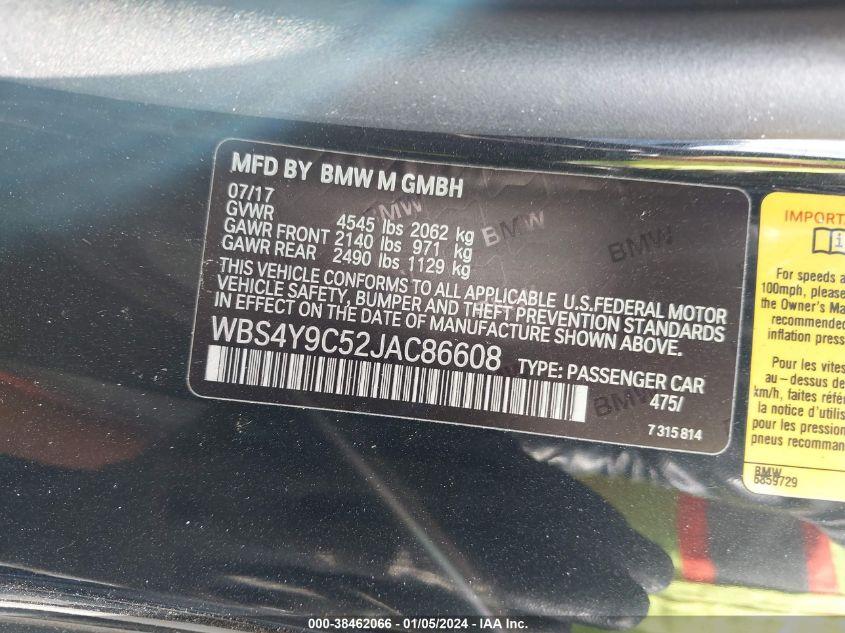 MFD BY BMW M GMBH
07/17
GVWR 4545 lbs 2062 kg
GAWR FRONT 2140 lbs 971 kg
GAWR REAR 2490 lbs 1129 kg
THIS VEHICLE CONFORMS TO ALL APPLICABLE U.S.FEDERAL MOTOR
VEHICLE SAFETY, BUMPER AND THEFT PREVENTION STANDARDS
IN EFFECT ON THE DATE OF MANUFACTURE SHOWN ABOVE.
WBS4Y9C52JAC86608
TYPE: PASSENGER CAR
475/
7 315 814
BMW
BMW
BMW
BMW
IMPORT
For speeds a
100mph, please
the Owner's Ma
recommended
inflation press
Pour les vites
au - dessus de
km/h, faites réfé
la notice d'utilis
pour les pression
pneus recomman
BMW
6859729
000-38462066 - 01/05/2024 - IAA Inc.